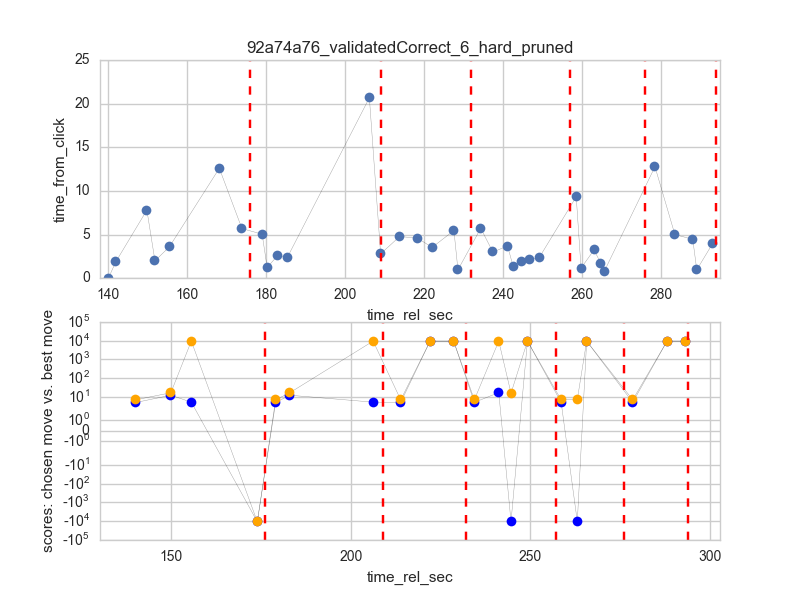 92a74a76_validatedCorrect_6_hard_pruned
25
20
15
10
5
0
time_from_click
140 160 180 200 220 240 260 280
time_rel_sec
10^5
10^4
10^3
10^2
10^1
10^0
0
-10^0
-10^1
-10^2
-10^3
-10^4
-10^5
scores: chosen move vs. best move
150 200 250 300
time_rel_sec